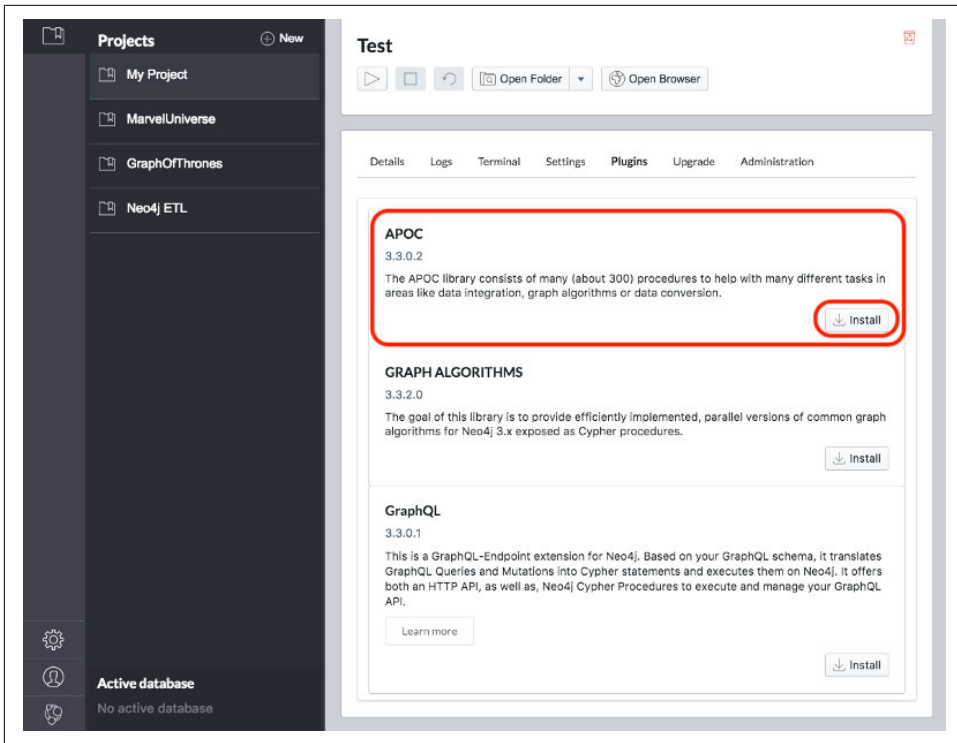 Projects
New
My Project
MarvelUniverse
GraphOfThrones
Neo4j ETL
Active database
No active database
Test
Open Folder
Open Browser
Details Logs Terminal Settings Plugins Upgrade Administration
APOC
3.3.0.2
The APOC library consists of many (about 300) procedures to help with many different tasks in
areas like data integration, graph algorithms or data conversion.
Install
GRAPH ALGORITHMS
3.3.2.0
The goal of this library is to provide efficiently implemented, parallel versions of common graph
algorithms for Neo4j 3.x exposed as Cypher procedures.
Install
GraphQL
3.3.0.1
This is a GraphQL-Endpoint extension for Neo4j. Based on your GraphQL schema, it translates
GraphQL Queries and Mutations into Cypher statements and executes them on Neo4j. It offers
both an HTTP API, as well as, Neo4j Cypher Procedures to execute and manage your GraphQL
API.
Learn more
Install